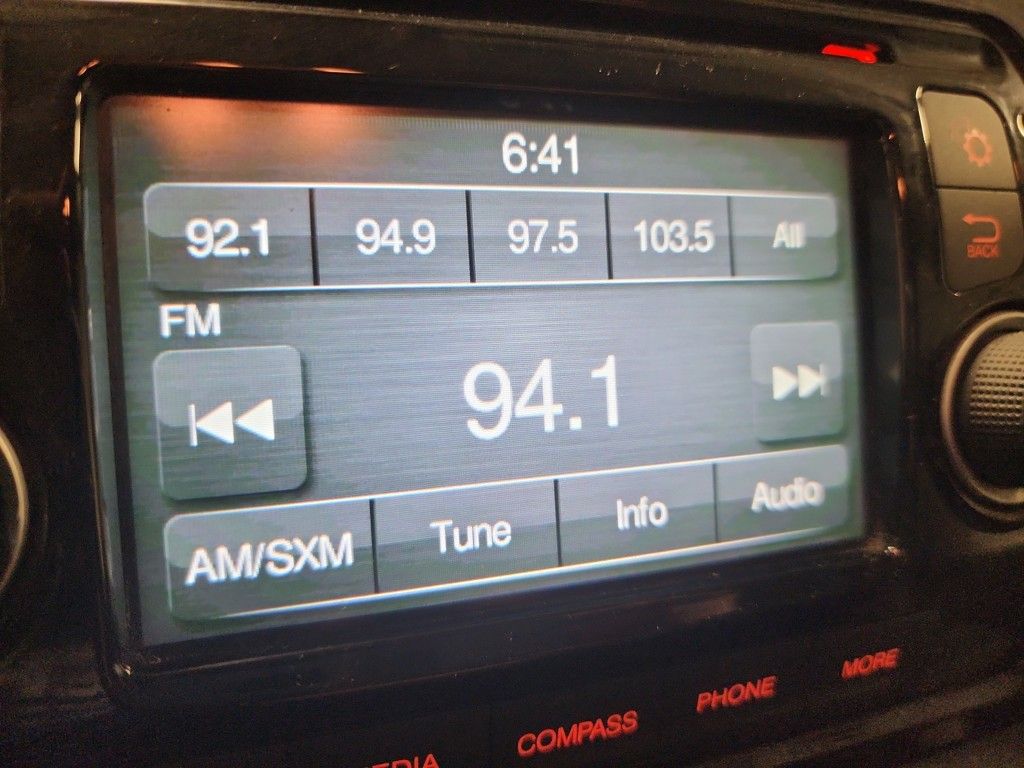 6:41
92.1 94.9 97.5 103.5 All
FM
94.1
AM/SXM Tune Info Audio
BACK
COMPASS PHONE MORE